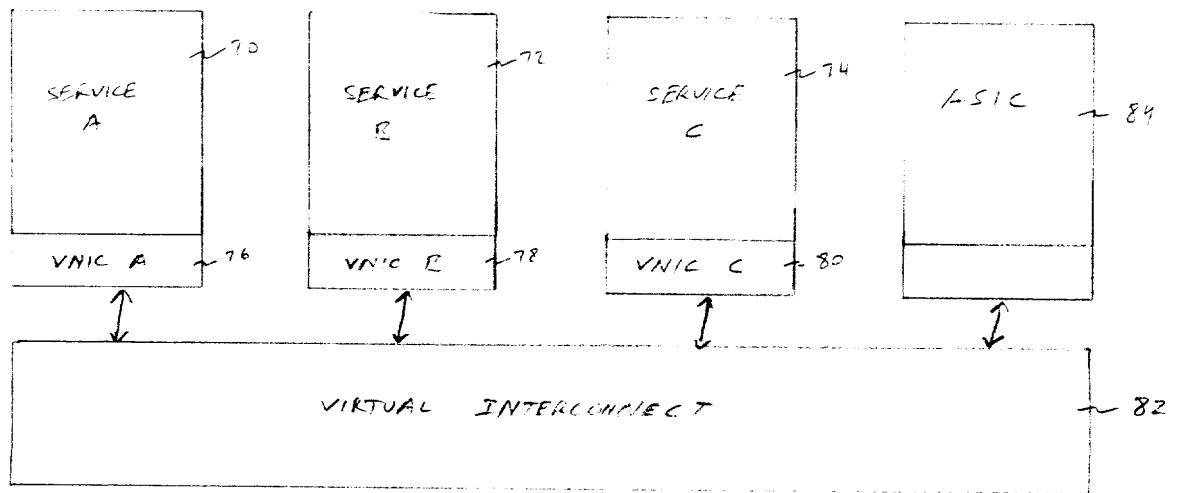 SERVICE
A
70
SERVICE
B
72
SERVICE
C
74
ASIC
84
VNIC A
76
VNIC B
78
VNIC C
80
VIRTUAL INTERCONNECT
82